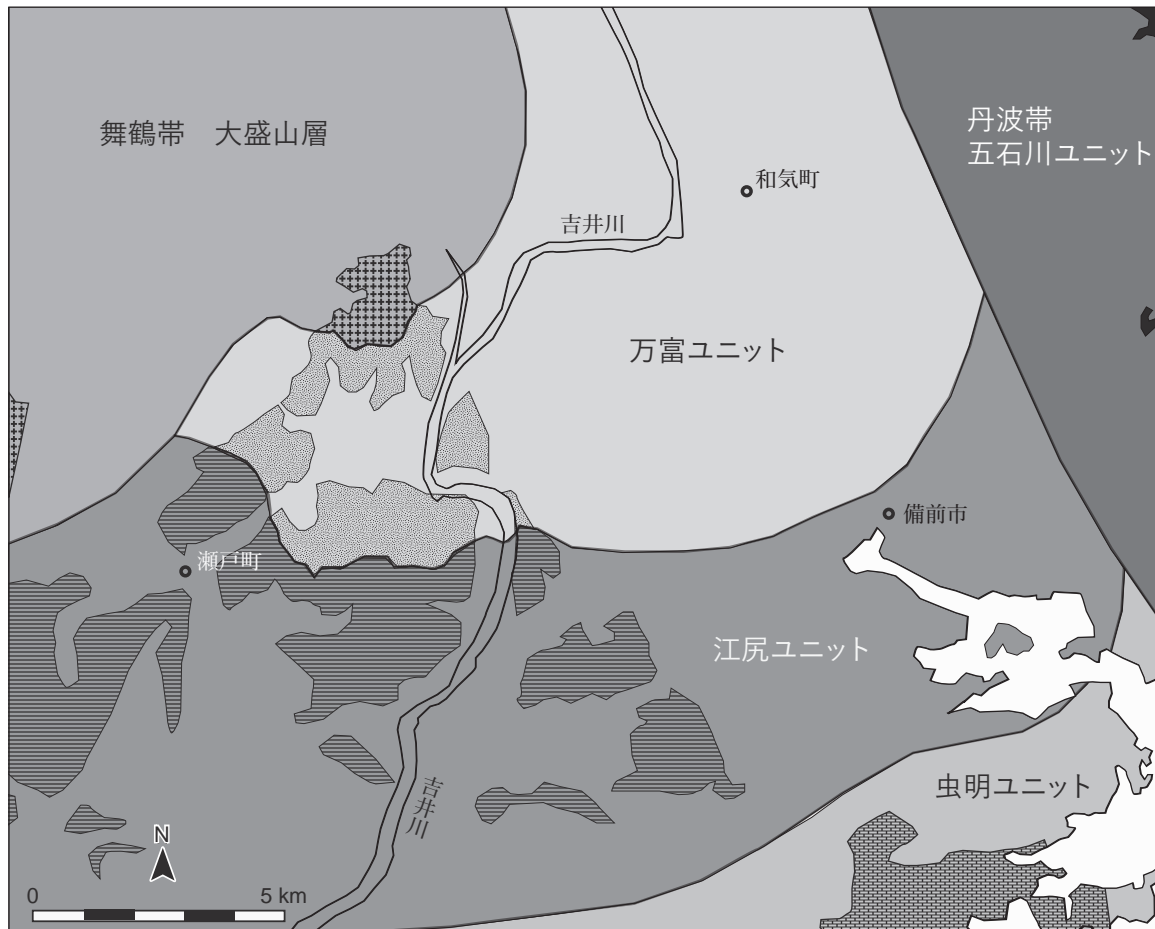 舞鶴帯　大盛山層
丹波帯
五石川ユニット
和気町
吉井川
万富ユニット
備前市
瀬戸町
江尻ユニット
虫明ユニット
吉井川
N
0 5 km